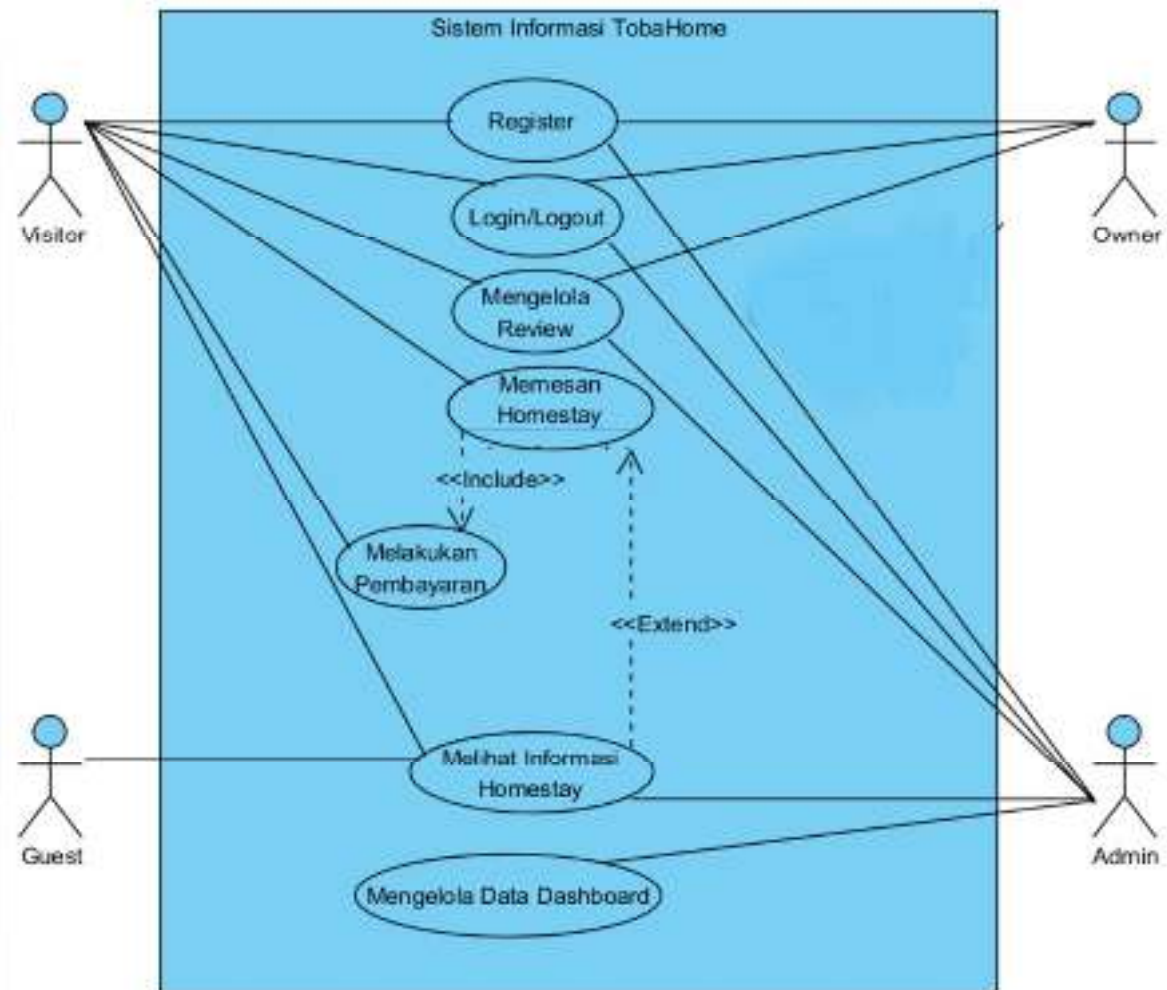 Sistem Informasi TobaHome
Register
Visitor
Owner
Login/Logout
Mengelola
Review
Memesan
Homestay
<<Include>>
Melakukan
Pembayaran
<<Extend>>
Melihat Informasi
Homestay
Guest
Admin
Mengelola Data Dashboard